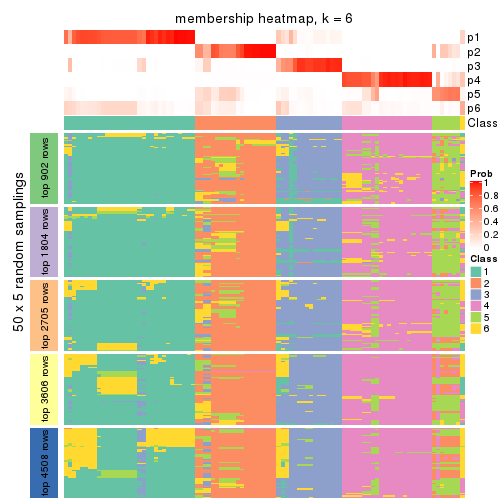 membership heatmap, k = 6
p1
p2
p3
p4
p5
p6
Class
50 x 5 random samplings
top 902 rows
top 1804 rows
top 2705 rows
top 3606 rows
top 4508 rows
Prob
1
0.8
0.6
0.4
0.2
0
Class
1
2
3
4
5
6